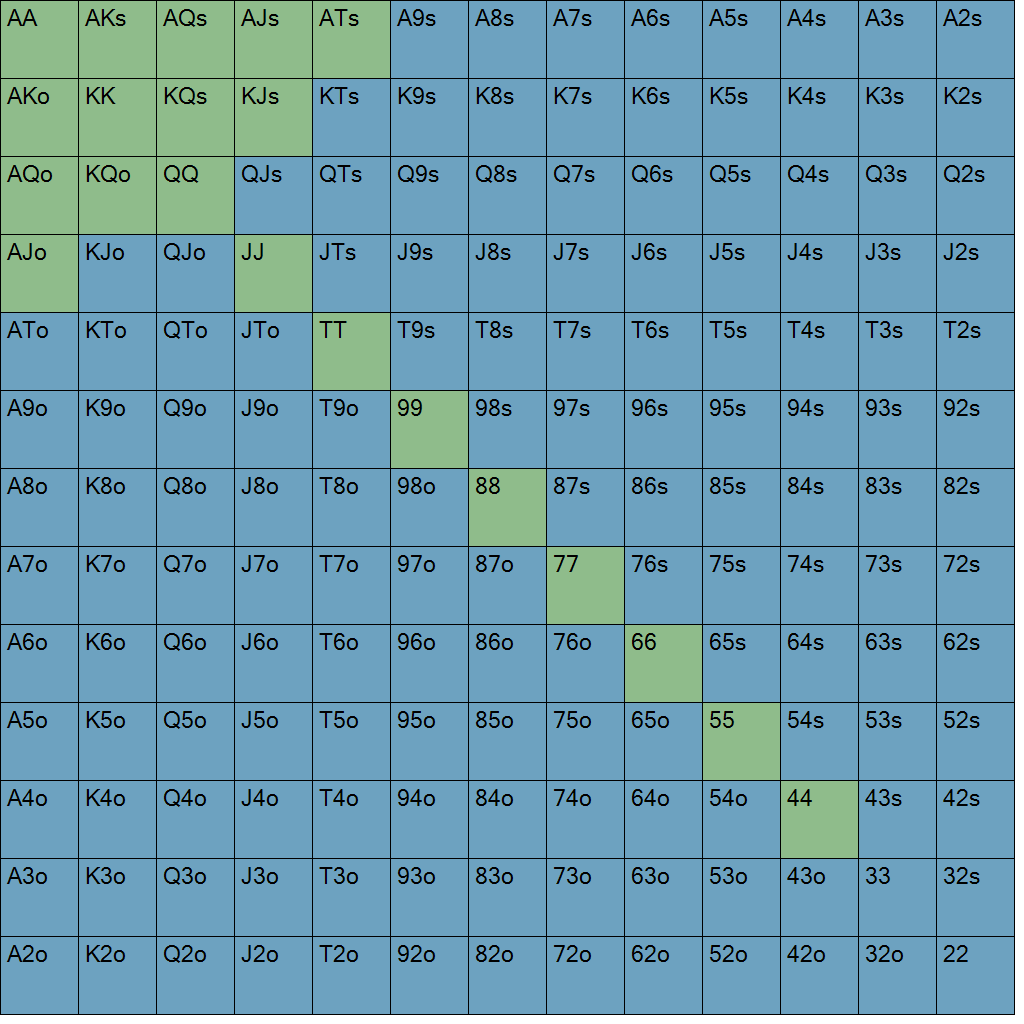 AA AKs AQs AJs ATs A9s A8s A7s A6s A5s A4s A3s A2s
AKo KK KQs KJs KTs K9s K8s K7s K6s K5s K4s K3s K2s
AQo KQo QQ QJs QTs Q9s Q8s Q7s Q6s Q5s Q4s Q3s Q2s
AJo KJo QJo JJ JTs J9s J8s J7s J6s J5s J4s J3s J2s
ATo KTo QTo JTo TT T9s T8s T7s T6s T5s T4s T3s T2s
A9o K9o Q9o J9o T9o 99 98s 97s 96s 95s 94s 93s 92s
A8o K8o Q8o J8o T8o 98o 88 87s 86s 85s 84s 83s 82s
A7o K7o Q7o J7o T7o 97o 87o 77 76s 75s 74s 73s 72s
A6o K6o Q6o J6o T6o 96o 86o 76o 66 65s 64s 63s 62s
A5o K5o Q5o J5o T5o 95o 85o 75o 65o 55 54s 53s 52s
A4o K4o Q4o J4o T4o 94o 84o 74o 64o 54o 44 43s 42s
A3o K3o Q3o J3o T3o 93o 83o 73o 63o 53o 43o 33 32s
A2o K2o Q2o J2o T2o 92o 82o 72o 62o 52o 42o 32o 22